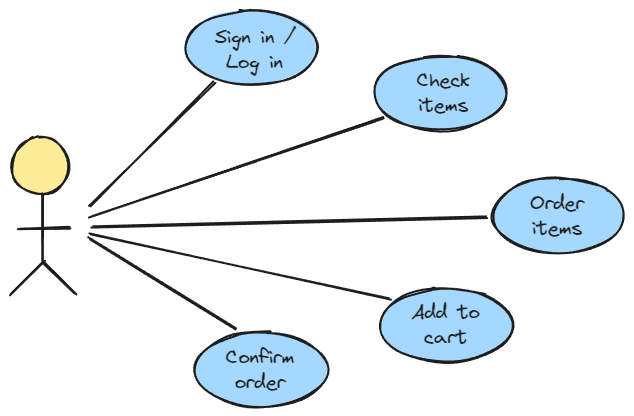 Sign in /
Log in
Check
items
Order
items
Add to
cart
Confirm
order